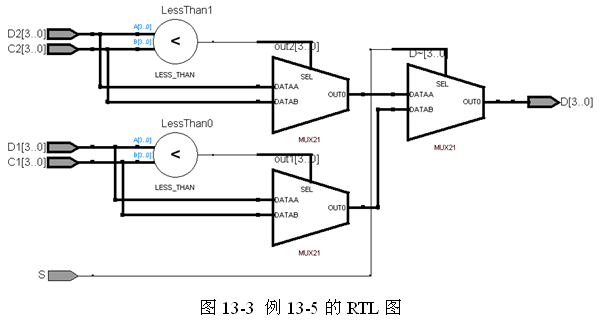 LessThan1
D2[3..0]
C2[3..0]
A[3..0]
B[3..0]
<
LESS_THAN
out2[3..0]
SEL
DATAA
DATAB
OUT0
MUX21
D~[3..0]
SEL
DATAA
DATAB
OUT0
MUX21
D[3..0]
LessThan0
D1[3..0]
C1[3..0]
A[3..0]
B[3..0]
<
LESS_THAN
out1[3..0]
SEL
DATAA
DATAB
OUT0
MUX21
S
图 13-3 例 13-5 的 RTL 图